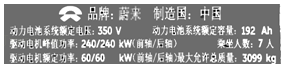 品牌:蔚来 制造国:中国
动力电池系统额定电压:350 V 动力电池系统额定容量:192 Ah
驱动电机峰值功率:240/240 kW(前轴/后轴) 乘坐人数:7人
驱动电机额定功率:60/60 kW(前轴/后轴)最大允许总质量:3099 kg